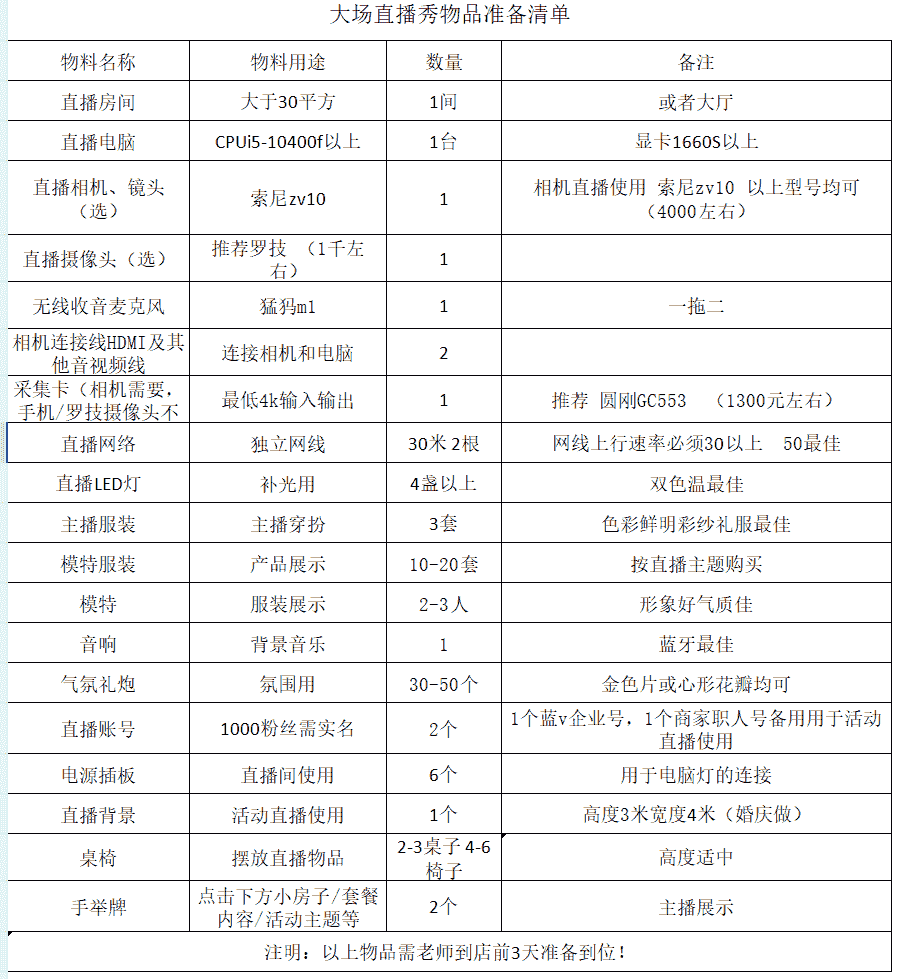 大场直播秀物品准备清单
物料名称 物料用途 数量 备注
直播房间 大于30平方 1间 或者大厅
直播电脑 CPUi5-10400f以上 1台 显卡1660S以上
直播相机、镜头
（选）
索尼zv10
1
相机直播使用 索尼zv10 以上型号均可
（4000左右）
直播摄像头（选）
推荐罗技 （1千左
右）
1
无线收音麦克风 猛犸m1 1 一拖二
相机连接线HDMI及其
他音视频线
连接相机和电脑
2
采集卡（相机需要，
手机/罗技摄像头不
最低4k输入输出
1
推荐 圆刚GC553 （1300元左右）
直播网络 独立网线 30米 2根 网线上行速率必须30以上 50最佳
直播LED灯 补光用 4盏以上 双色温最佳
主播服装 主播穿扮 3套 色彩鲜明彩纱礼服最佳
模特服装 产品展示 10-20套 按直播主题购买
模特 服装展示 2-3人 形象好气质佳
音响 背景音乐 1 蓝牙最佳
气氛礼炮 氛围用 30-50个 金色片或心形花瓣均可
直播账号
1000粉丝需实名
2个
1个蓝v企业号，1个商家职人号备用用于活动
直播使用
电源插板 直播间使用 6个 用于电脑灯的连接
直播背景 活动直播使用 1个 高度3米宽度4米（婚庆做）
桌椅
摆放直播物品
2-3桌子 4-6
椅子
高度适中
手举牌
点击下方小房子/套餐
内容/活动主题等
2个
主播展示
注明：以上物品需老师到店前3天准备到位！